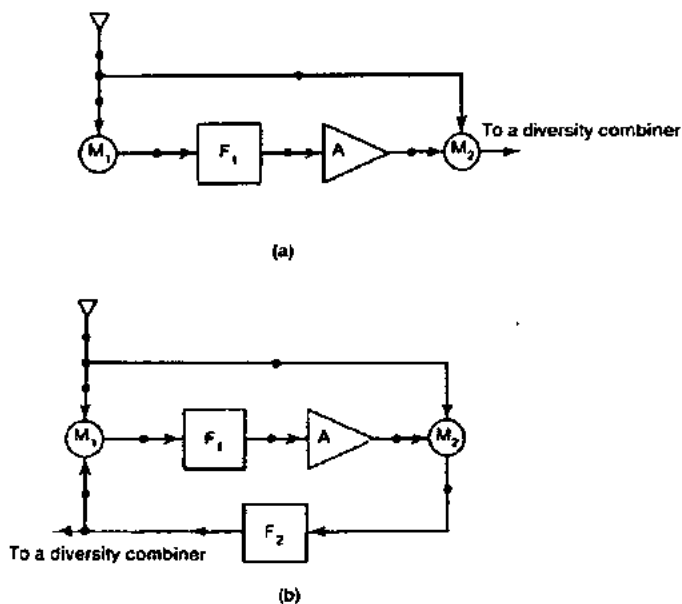 M₁
F₁
A
M₂
To a diversity combiner
(a)
M₁
F₁
A
M₂
F₂
To a diversity combiner
(b)